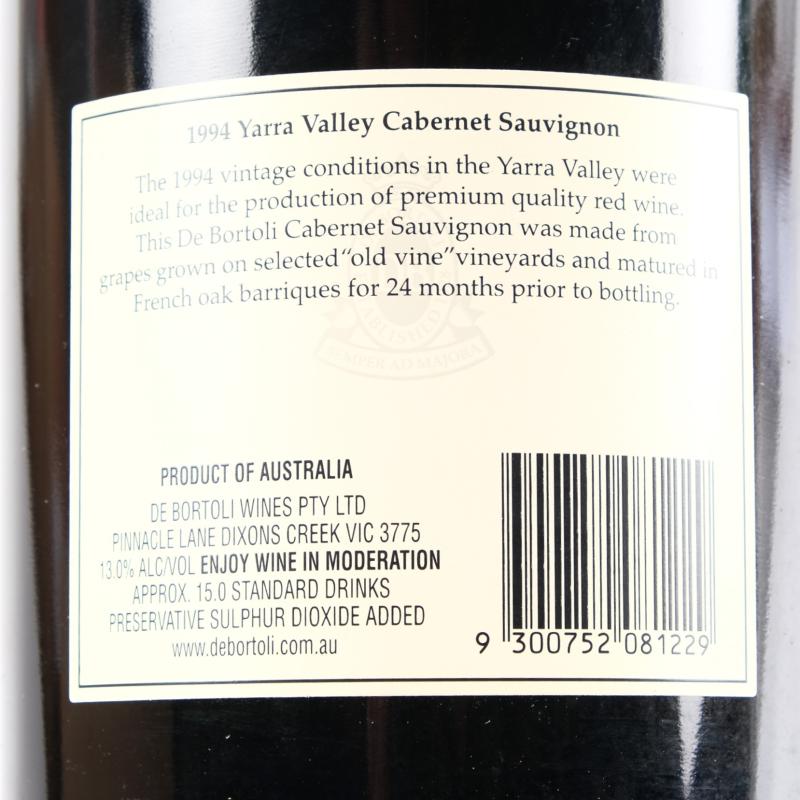 1994 Yarra Valley Cabernet Sauvignon
The 1994 vintage conditions in the Yarra Valley were
ideal for the production of premium quality red wine.
This De Bortoli Cabernet Sauvignon was made from
grapes grown on selected "old vine" vineyards and matured in
French oak barriques for 24 months prior to bottling.
ESTABLISHED
SEMPER AD MAJORA
PRODUCT OF AUSTRALIA
DE BORTOLI WINES PTY LTD
PINNACLE LANE DIXONS CREEK VIC 3775
13.0% ALC/VOL ENJOY WINE IN MODERATION
APPROX. 15.0 STANDARD DRINKS
PRESERVATIVE SULPHUR DIOXIDE ADDED
www.debortoli.com.au
9 300752 081229